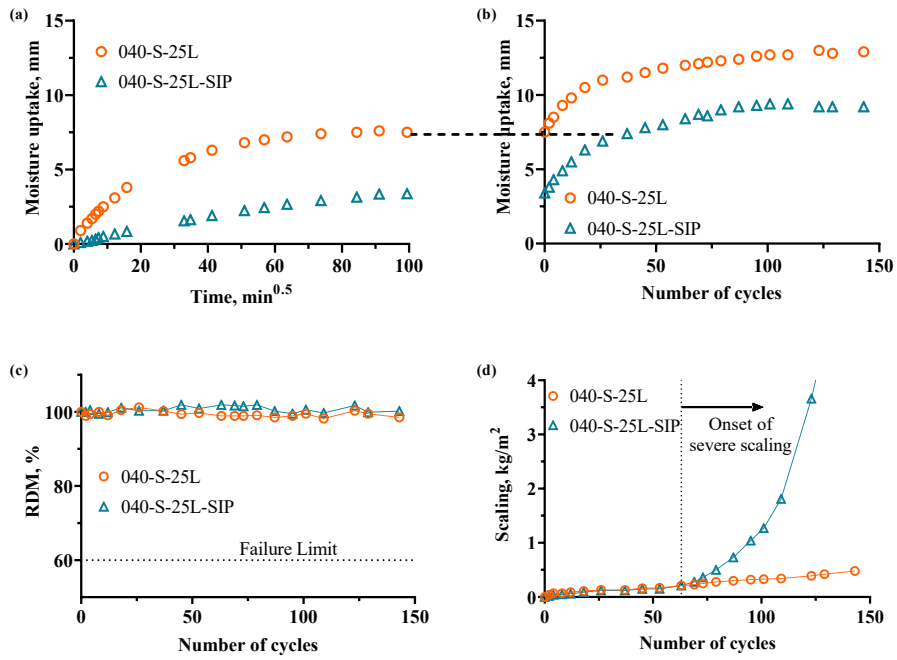 (a)
15
10
5
0
Moisture uptake, mm
040-S-25L
040-S-25L-SIP
0
20
40
60
80
100
Time, min^0.5
(b)
15
10
5
0
Moisture uptake, mm
040-S-25L
040-S-25L-SIP
0
50
100
150
Number of cycles
(c)
100
80
60
RDM, %
040-S-25L
040-S-25L-SIP
Failure Limit
0
50
100
150
Number of cycles
(d)
4
3
2
1
0
Scaling, kg/m^2
040-S-25L
040-S-25L-SIP
Onset of
severe scaling
0
50
100
150
Number of cycles